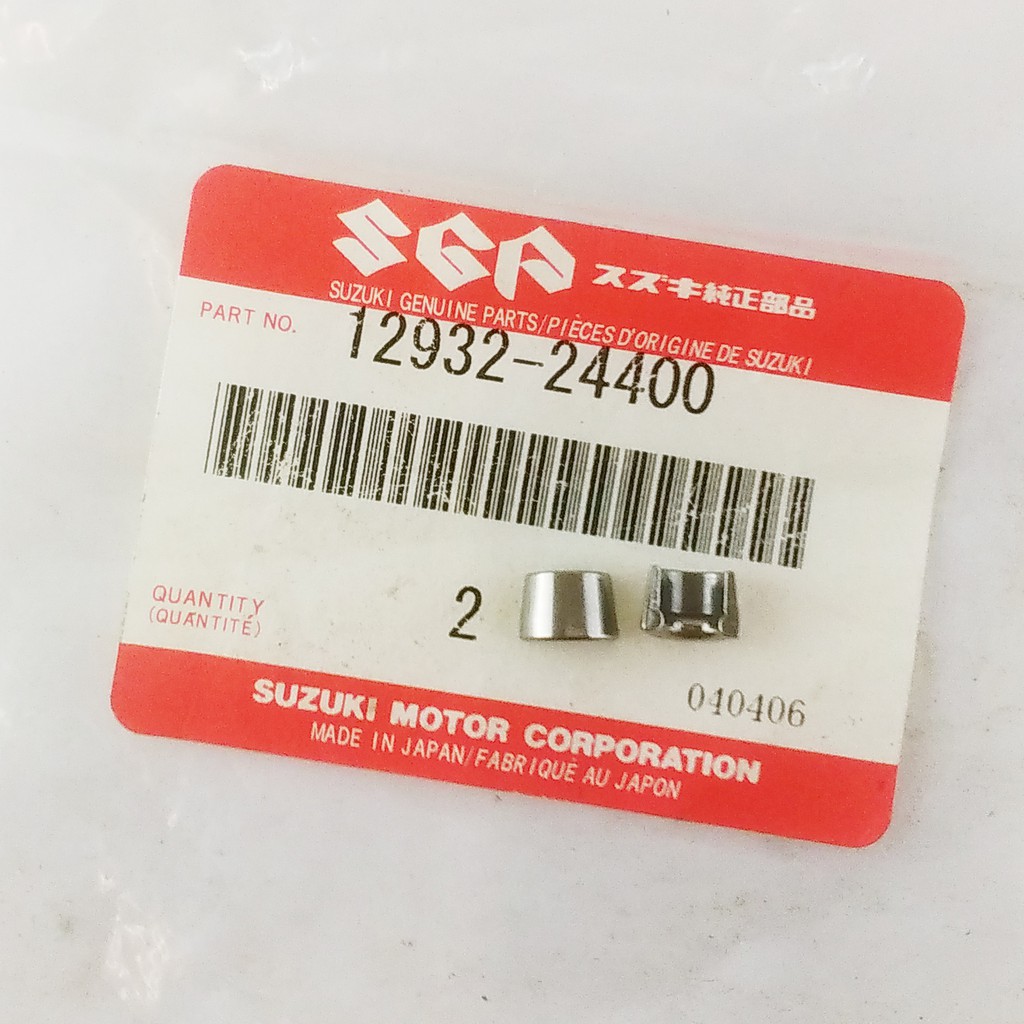 SGP スズキ純正部品
SUZUKI GENUINE PARTS/PIÈCES D'ORIGINE DE SUZUKI
PART NO. 12932-24400
QUANTITY
(QUANTITÉ) 2
040406
SUZUKI MOTOR CORPORATION
MADE IN JAPAN/FABRIQUÉ AU JAPON